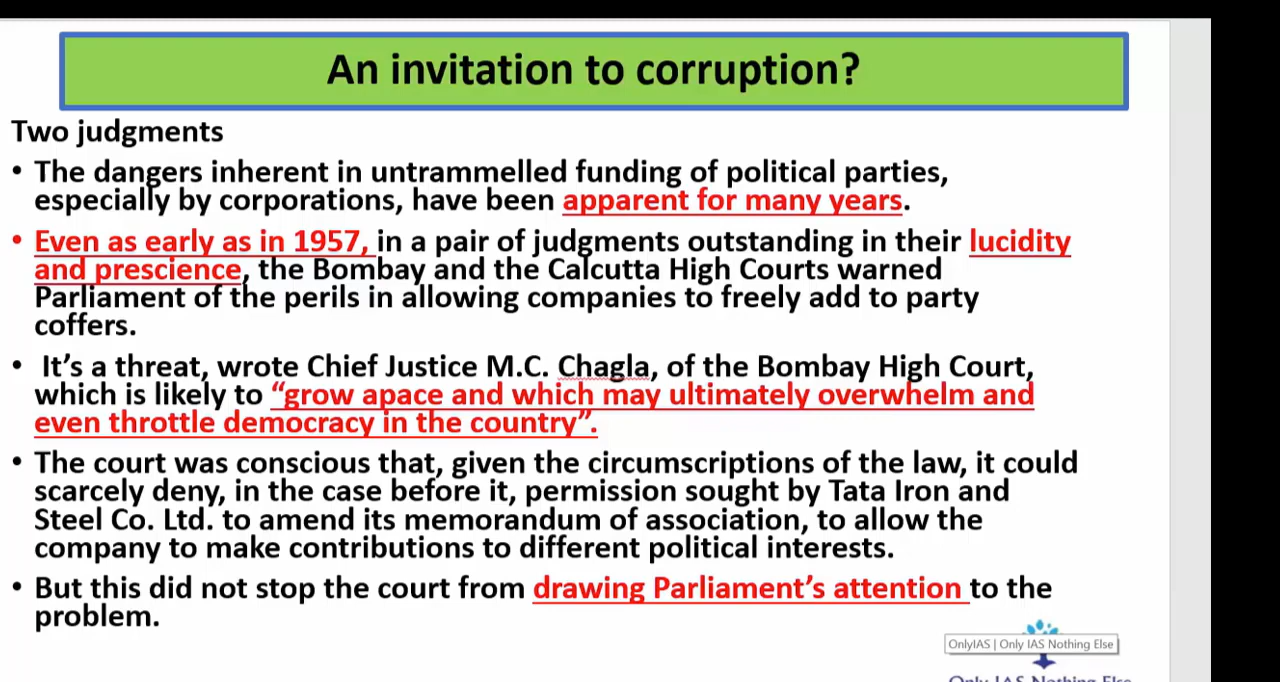 An invitation to corruption?
Two judgments
• The dangers inherent in untrammelled funding of political parties,
especially by corporations, have been apparent for many years.
• Even as early as in 1957, in a pair of judgments outstanding in their lucidity
and prescience, the Bombay and the Calcutta High Courts warned
Parliament of the perils in allowing companies to freely add to party
coffers.
• It’s a threat, wrote Chief Justice M.C. Chagla, of the Bombay High Court,
which is likely to “grow apace and which may ultimately overwhelm and
even throttle democracy in the country”.
• The court was conscious that, given the circumscriptions of the law, it could
scarcely deny, in the case before it, permission sought by Tata Iron and
Steel Co. Ltd. to amend its memorandum of association, to allow the
company to make contributions to different political interests.
• But this did not stop the court from drawing Parliament’s attention to the
problem.
OnlyIAS | Only IAS Nothing Else
Only IAS Nothing Else